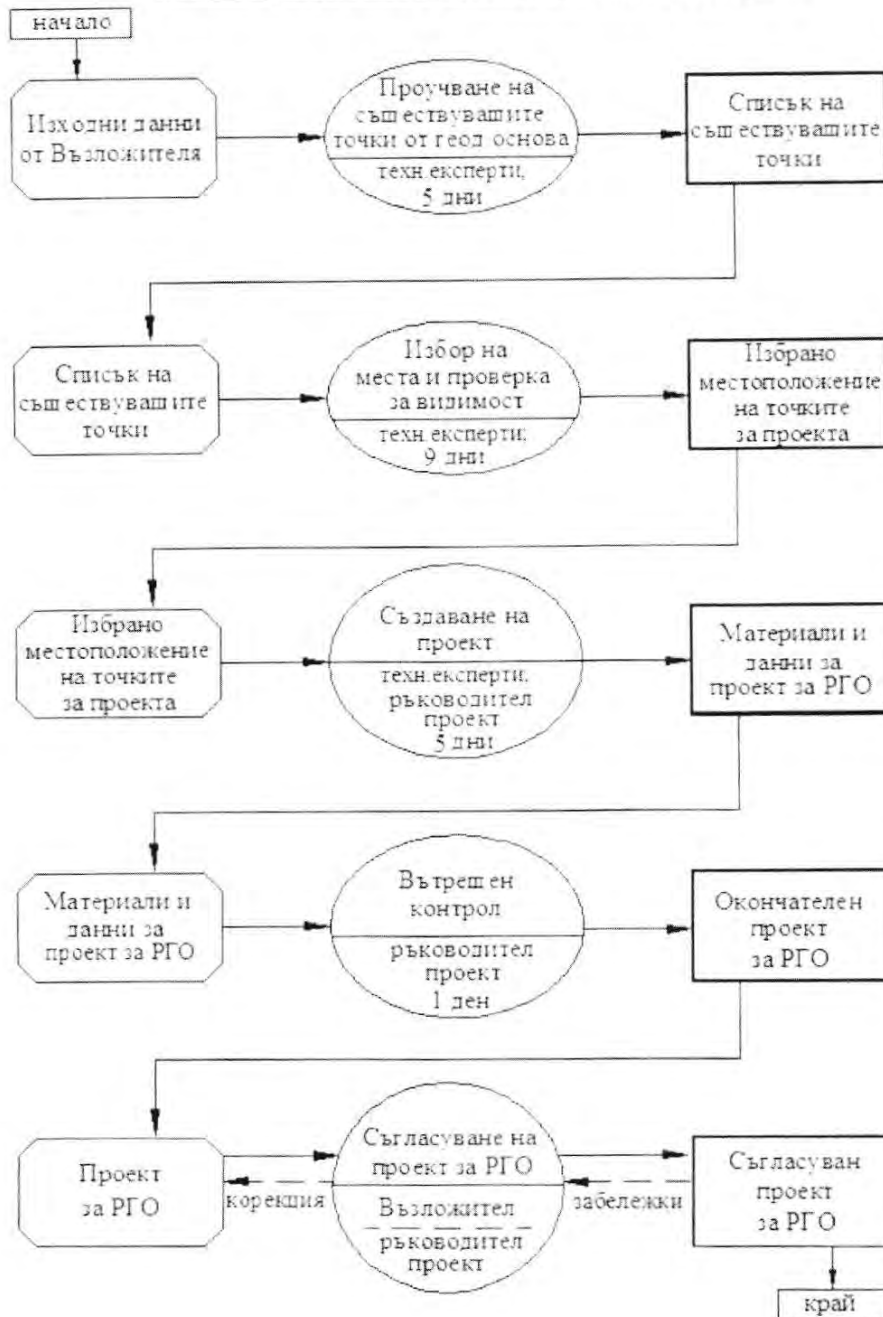 начало
Изходни данни
от Възложителя
Проучване на
съществуващите
точки от геод основа
техн.експерти;
5 дни
Списък на
съществуващите
точки
Списък на
съществуващите
точки
Избор на
места и проверка
за видимост
техн.експерти;
9 дни
Избрано
местоположение
на точките
за проекта
Избрано
местоположение
на точките
за проекта
Създаване на
проект
техн.експерти;
ръководител
проект
5 дни
Материали и
данни за
проект за РГО
Материали и
данни за
проект за РГО
Вътрешен
контрол
ръководител
проект
1 ден
Окончателен
проект
за РГО
Проект
за РГО
корекция
Съгласуване на
проект за РГО
Възложител
ръководител
проект
забележки
Съгласуван
проект
за РГО
край